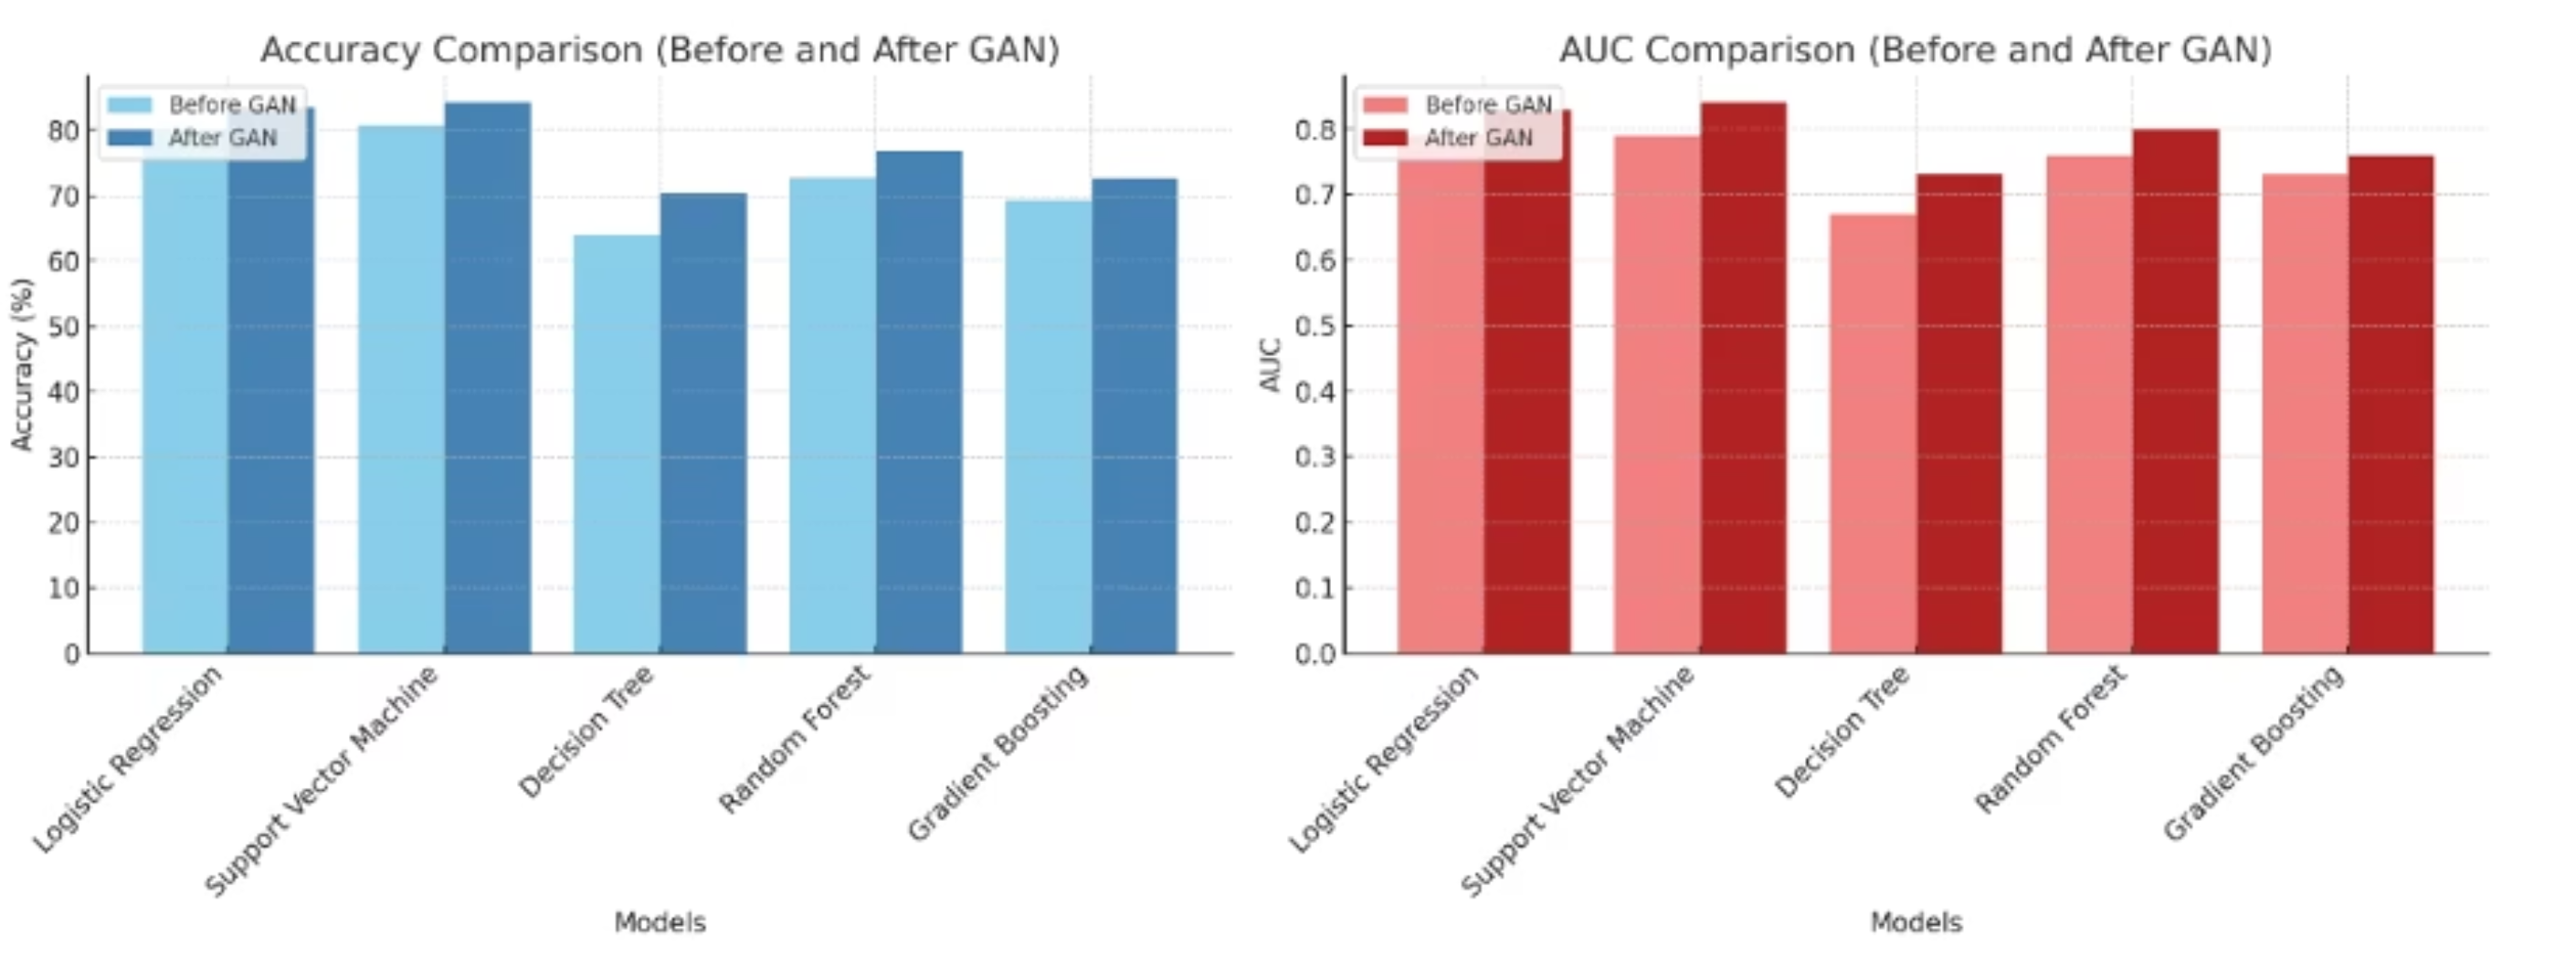 Accuracy Comparison (Before and After GAN)
Before GAN
After GAN
Accuracy (%)
80
70
60
50
40
30
20
10
0
Logistic Regression
Support Vector Machine
Decision Tree
Random Forest
Gradient Boosting
Models
AUC Comparison (Before and After GAN)
Before GAN
After GAN
AUC
0.8
0.7
0.6
0.5
0.4
0.3
0.2
0.1
0.0
Logistic Regression
Support Vector Machine
Decision Tree
Random Forest
Gradient Boosting
Models